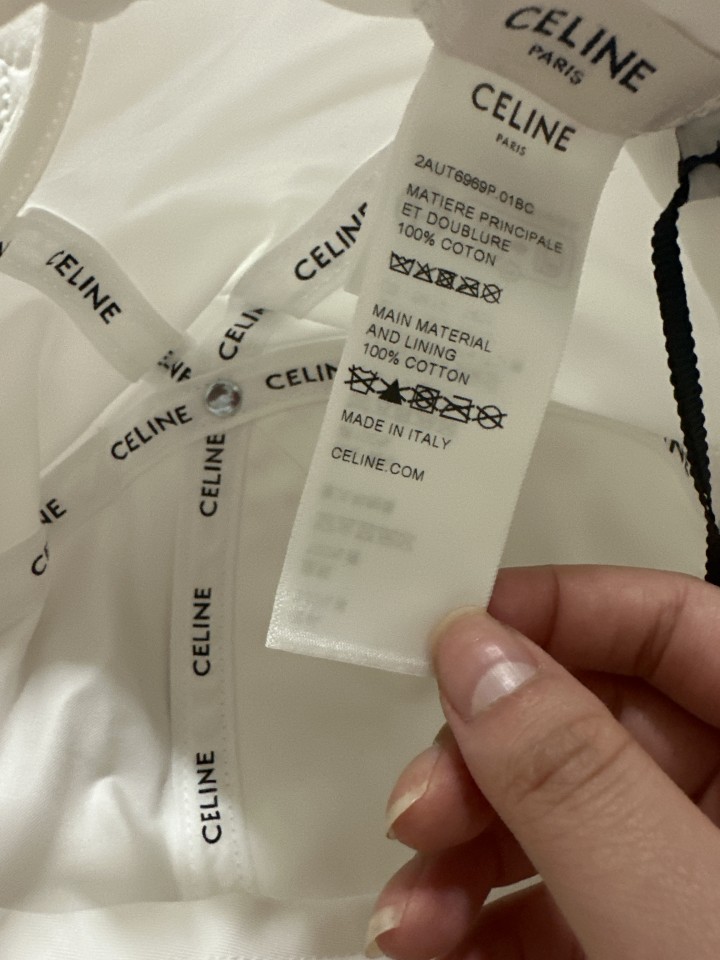 CELINE
PARIS
CELINE
PARIS
2AUT6969P.01BC
MATIERE PRINCIPALE
ET DOUBLURE
100% COTON
MAIN MATERIAL
AND LINING
100% COTTON
MADE IN ITALY
CELINE.COM
CELINE
CELINE
CELINE
CELINE
CELINE
CELINE
CELINE